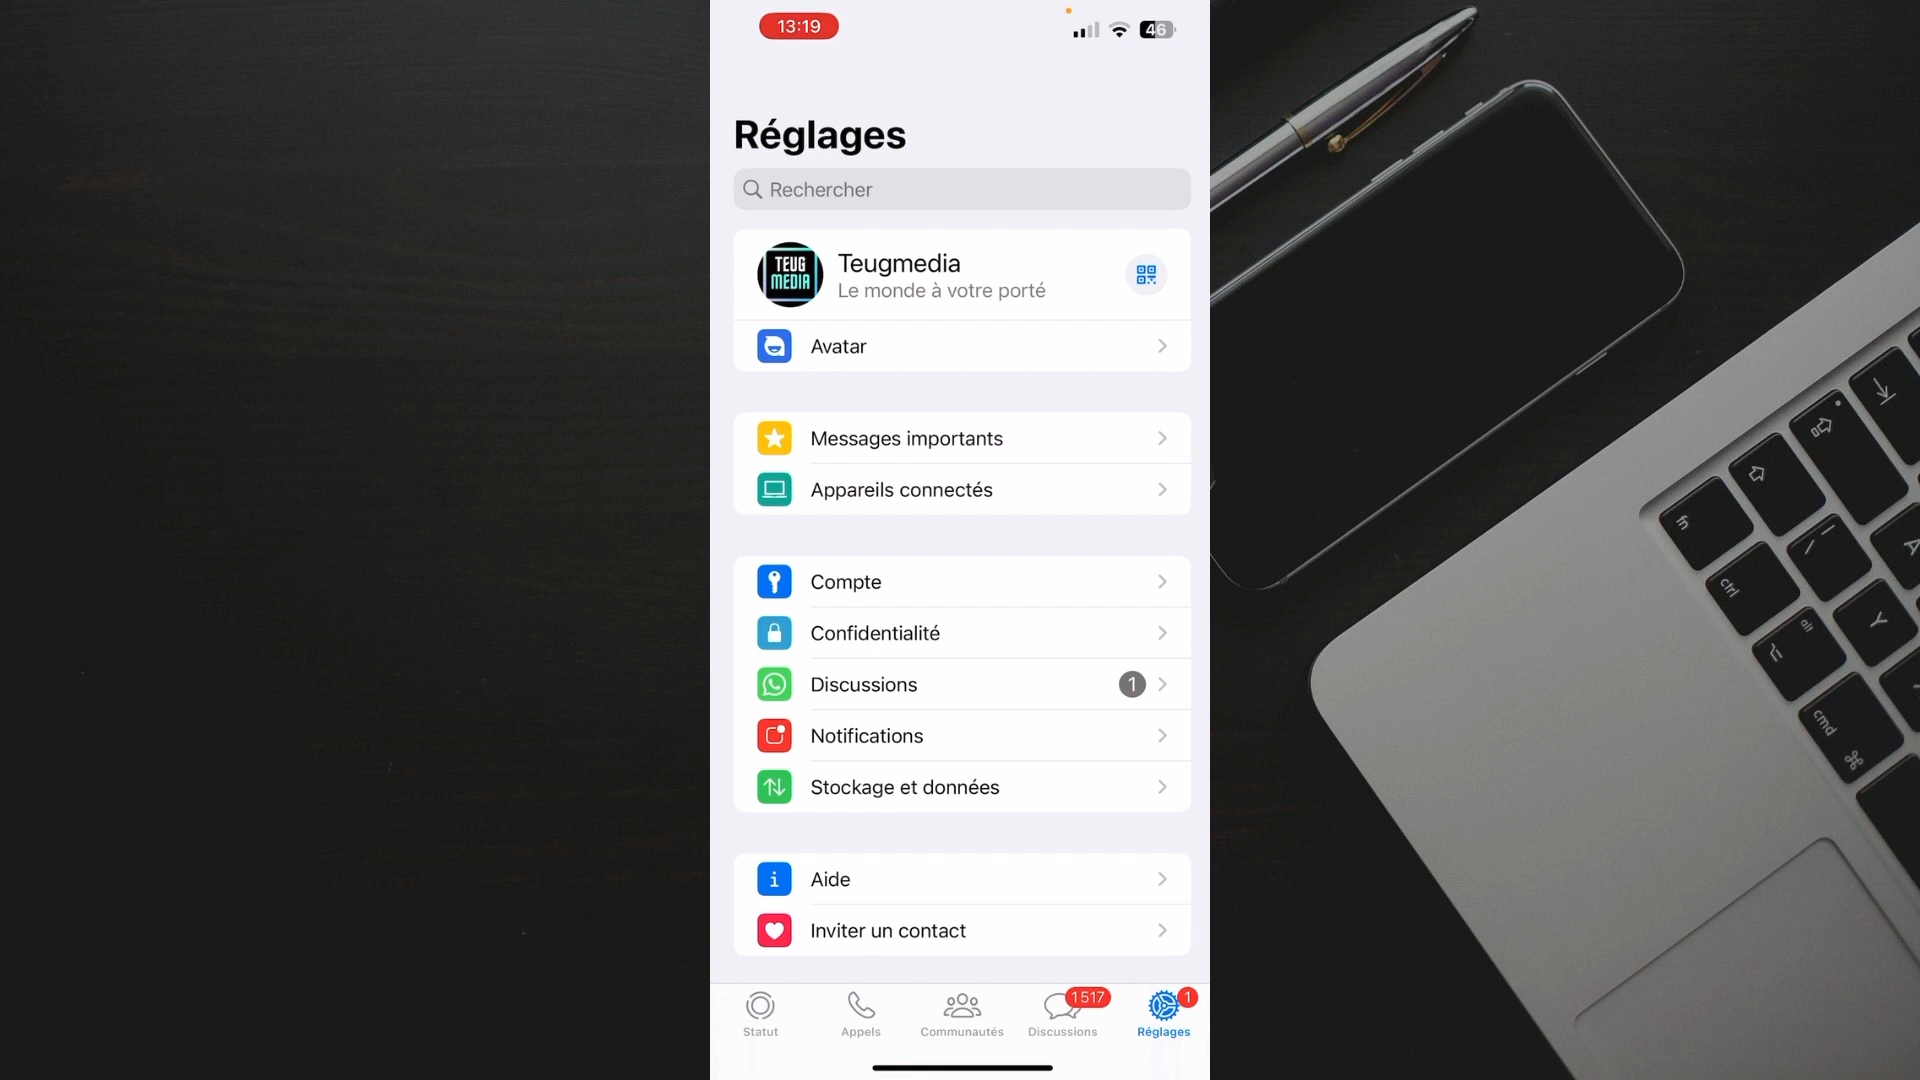 13:19
46
Réglages
Rechercher
TEUG
MEDIA
Teugmedia
Le monde à votre porté
Avatar
Messages importants
Appareils connectés
Compte
Confidentialité
Discussions
1
Notifications
Stockage et données
Aide
Inviter un contact
Statut
Appels
Communautés
1 517
Discussions
1
Réglages
fn
ctrl
alt
cmd
⌘
Y
A